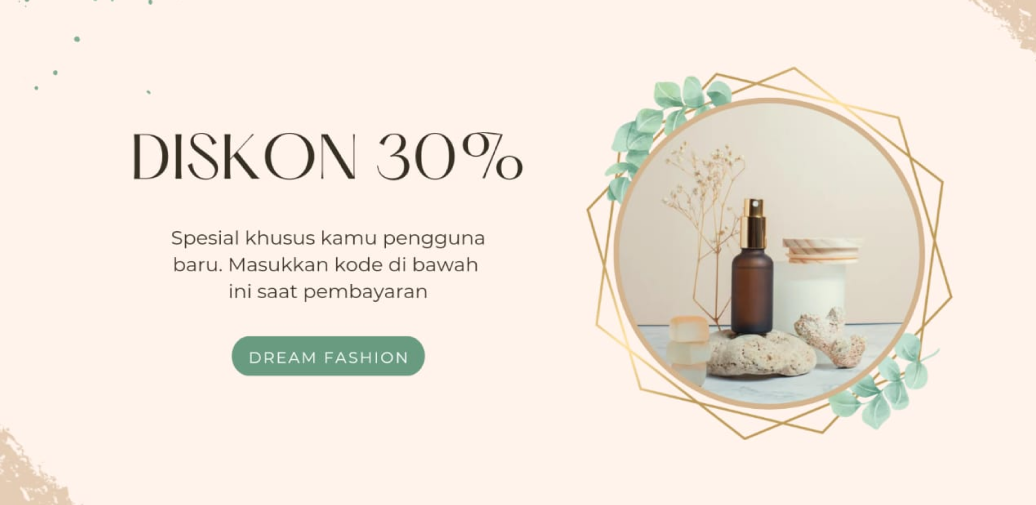 DISKON 30%
Spesial khusus kamu pengguna
baru. Masukkan kode di bawah
ini saat pembayaran
DREAM FASHION